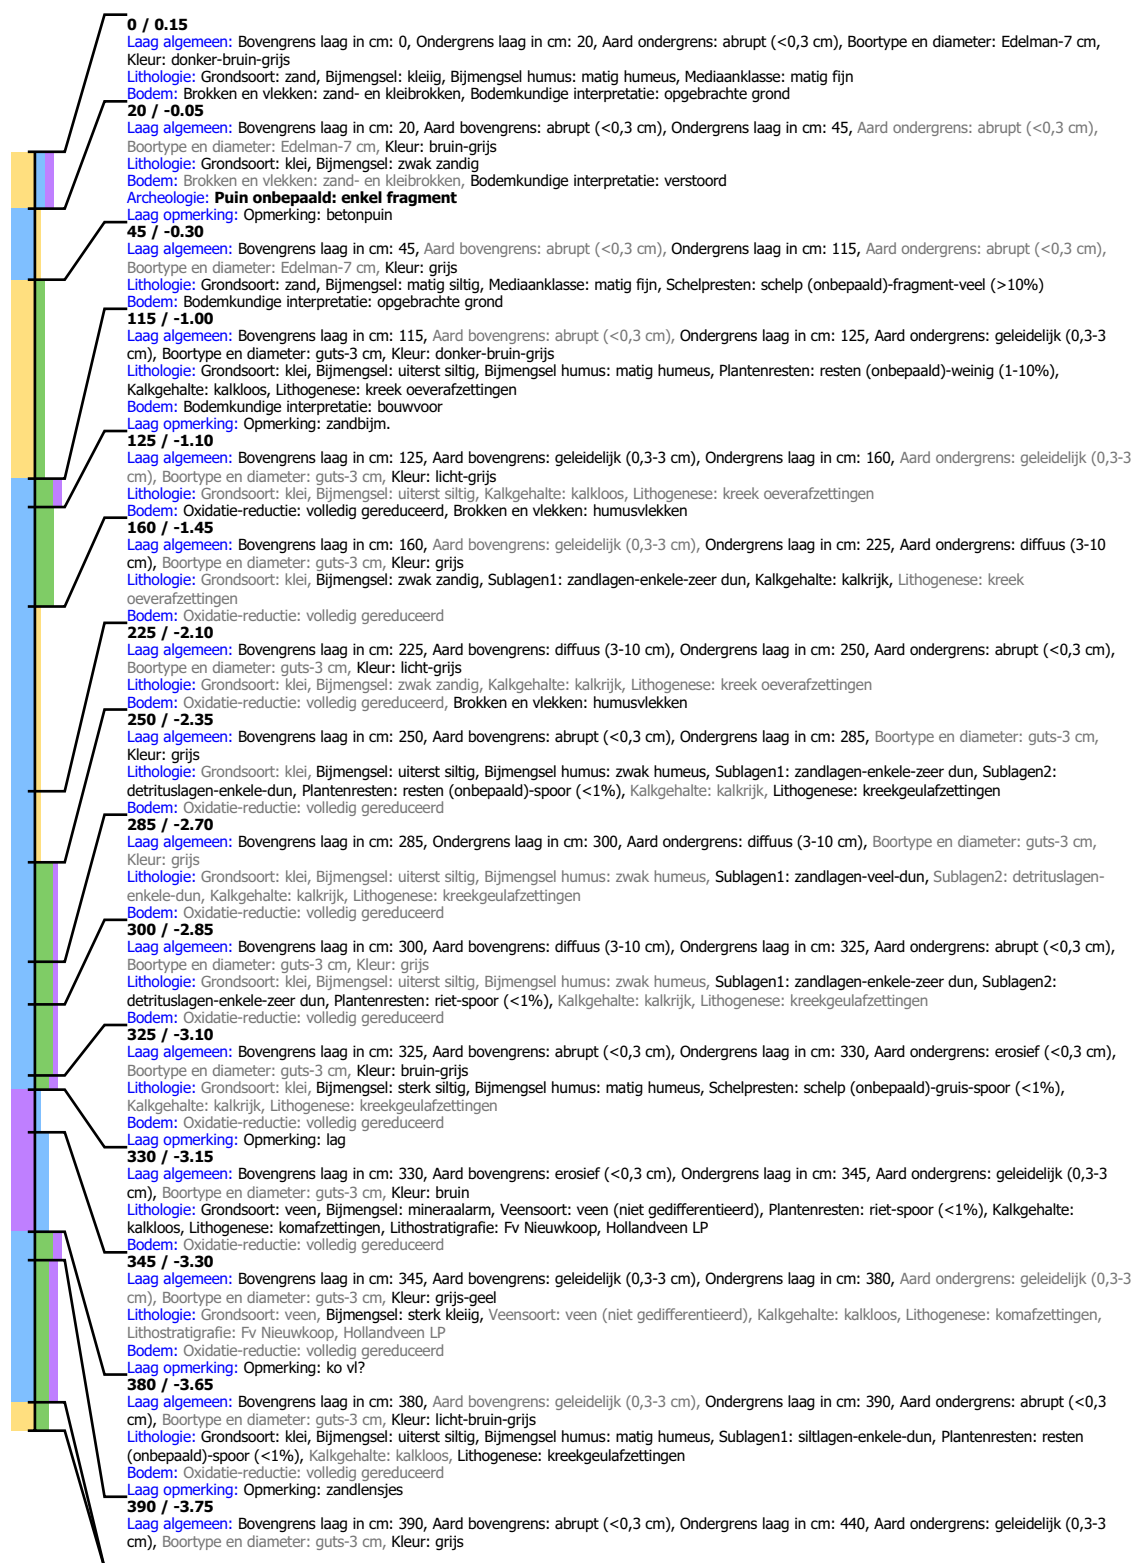 0 / 0.15
Laag algemeen: Bovengrens laag in cm: 0, Ondergrens laag in cm: 20, Aard ondergrens: abrupt (<0,3 cm), Boortype en diameter: Edelman-7 cm,
Kleur: donker-bruin-grijs
Lithologie: Grondsoort: zand, Bijmengsel: kleiig, Bijmengsel humus: matig humeus, Mediaanklasse: matig fijn
Bodem: Brokken en vlekken: zand- en kleibrokken, Bodemkundige interpretatie: opgebrachte grond
20 / -0.05
Laag algemeen: Bovengrens laag in cm: 20, Aard bovengrens: abrupt (<0,3 cm), Ondergrens laag in cm: 45, Aard ondergrens: abrupt (<0,3 cm),
Boortype en diameter: Edelman-7 cm, Kleur: bruin-grijs
Lithologie: Grondsoort: klei, Bijmengsel: zwak zandig
Bodem: Brokken en vlekken: zand- en kleibrokken, Bodemkundige interpretatie: verstoord
Archeologie: Puin onbepaald: enkel fragment
Laag opmerking: Opmerking: betonpuin
45 / -0.30
Laag algemeen: Bovengrens laag in cm: 45, Aard bovengrens: abrupt (<0,3 cm), Ondergrens laag in cm: 115, Aard ondergrens: abrupt (<0,3 cm),
Boortype en diameter: Edelman-7 cm, Kleur: grijs
Lithologie: Grondsoort: zand, Bijmengsel: matig siltig, Mediaanklasse: matig fijn, Schelpresten: schelp (onbepaald)-fragment-veel (>10%)
Bodem: Bodemkundige interpretatie: opgebrachte grond
115 / -1.00
Laag algemeen: Bovengrens laag in cm: 115, Aard bovengrens: abrupt (<0,3 cm), Ondergrens laag in cm: 125, Aard ondergrens: geleidelijk (0,3-3
cm), Boortype en diameter: guts-3 cm, Kleur: donker-bruin-grijs
Lithologie: Grondsoort: klei, Bijmengsel: uiterst siltig, Bijmengsel humus: matig humeus, Plantenresten: resten (onbepaald)-weinig (1-10%),
Kalkgehalte: kalkloos, Lithogenese: kreek oeverafzettingen
Bodem: Bodemkundige interpretatie: bouwvoor
Laag opmerking: Opmerking: zandbijm.
125 / -1.10
Laag algemeen: Bovengrens laag in cm: 125, Aard bovengrens: geleidelijk (0,3-3 cm), Ondergrens laag in cm: 160, Aard ondergrens: geleidelijk (0,3-3
cm), Boortype en diameter: guts-3 cm, Kleur: licht-grijs
Lithologie: Grondsoort: klei, Bijmengsel: uiterst siltig, Kalkgehalte: kalkloos, Lithogenese: kreek oeverafzettingen
Bodem: Oxidatie-reductie: volledig gereduceerd, Brokken en vlekken: humusvlekken
160 / -1.45
Laag algemeen: Bovengrens laag in cm: 160, Aard bovengrens: geleidelijk (0,3-3 cm), Ondergrens laag in cm: 225, Aard ondergrens: diffuus (3-10
cm), Boortype en diameter: guts-3 cm, Kleur: grijs
Lithologie: Grondsoort: klei, Bijmengsel: zwak zandig, Sublagen1: zandlagen-enkele-zeer dun, Kalkgehalte: kalkrijk, Lithogenese: kreek
oeverafzettingen
Bodem: Oxidatie-reductie: volledig gereduceerd
225 / -2.10
Laag algemeen: Bovengrens laag in cm: 225, Aard bovengrens: diffuus (3-10 cm), Ondergrens laag in cm: 250, Aard ondergrens: abrupt (<0,3 cm),
Boortype en diameter: guts-3 cm, Kleur: licht-grijs
Lithologie: Grondsoort: klei, Bijmengsel: zwak zandig, Kalkgehalte: kalkrijk, Lithogenese: kreek oeverafzettingen
Bodem: Oxidatie-reductie: volledig gereduceerd, Brokken en vlekken: humusvlekken
250 / -2.35
Laag algemeen: Bovengrens laag in cm: 250, Aard bovengrens: abrupt (<0,3 cm), Ondergrens laag in cm: 285, Boortype en diameter: guts-3 cm,
Kleur: grijs
Lithologie: Grondsoort: klei, Bijmengsel: uiterst siltig, Bijmengsel humus: zwak humeus, Sublagen1: zandlagen-enkele-zeer dun, Sublagen2:
detrituslagen-enkele-dun, Plantenresten: resten (onbepaald)-spoor (<1%), Kalkgehalte: kalkrijk, Lithogenese: kreekgeulafzettingen
Bodem: Oxidatie-reductie: volledig gereduceerd
285 / -2.70
Laag algemeen: Bovengrens laag in cm: 285, Ondergrens laag in cm: 300, Aard ondergrens: diffuus (3-10 cm), Boortype en diameter: guts-3 cm,
Kleur: grijs
Lithologie: Grondsoort: klei, Bijmengsel: uiterst siltig, Bijmengsel humus: zwak humeus, Sublagen1: zandlagen-veel-dun, Sublagen2: detrituslagen-
enkele-dun, Kalkgehalte: kalkrijk, Lithogenese: kreekgeulafzettingen
Bodem: Oxidatie-reductie: volledig gereduceerd
300 / -2.85
Laag algemeen: Bovengrens laag in cm: 300, Aard bovengrens: diffuus (3-10 cm), Ondergrens laag in cm: 325, Aard ondergrens: abrupt (<0,3 cm),
Boortype en diameter: guts-3 cm, Kleur: grijs
Lithologie: Grondsoort: klei, Bijmengsel: uiterst siltig, Bijmengsel humus: zwak humeus, Sublagen1: zandlagen-enkele-zeer dun, Sublagen2:
detrituslagen-enkele-zeer dun, Plantenresten: riet-spoor (<1%), Kalkgehalte: kalkrijk, Lithogenese: kreekgeulafzettingen
Bodem: Oxidatie-reductie: volledig gereduceerd
325 / -3.10
Laag algemeen: Bovengrens laag in cm: 325, Aard bovengrens: abrupt (<0,3 cm), Ondergrens laag in cm: 330, Aard ondergrens: erosief (<0,3 cm),
Boortype en diameter: guts-3 cm, Kleur: bruin-grijs
Lithologie: Grondsoort: klei, Bijmengsel: sterk siltig, Bijmengsel humus: matig humeus, Schelpresten: schelp (onbepaald)-gruis-spoor (<1%),
Kalkgehalte: kalkrijk, Lithogenese: kreekgeulafzettingen
Bodem: Oxidatie-reductie: volledig gereduceerd
Laag opmerking: Opmerking: lag
330 / -3.15
Laag algemeen: Bovengrens laag in cm: 330, Aard bovengrens: erosief (<0,3 cm), Ondergrens laag in cm: 345, Aard ondergrens: geleidelijk (0,3-3
cm), Boortype en diameter: guts-3 cm, Kleur: bruin
Lithologie: Grondsoort: veen, Bijmengsel: mineraalarm, Veensoort: veen (niet gedifferentieerd), Plantenresten: riet-spoor (<1%), Kalkgehalte:
kalkloos, Lithogenese: komafzettingen, Lithostratigrafie: Fv Nieuwkoop, Hollandveen LP
Bodem: Oxidatie-reductie: volledig gereduceerd
345 / -3.30
Laag algemeen: Bovengrens laag in cm: 345, Aard bovengrens: geleidelijk (0,3-3 cm), Ondergrens laag in cm: 380, Aard ondergrens: geleidelijk (0,3-3
cm), Boortype en diameter: guts-3 cm, Kleur: grijs-geel
Lithologie: Grondsoort: veen, Bijmengsel: sterk kleiig, Veensoort: veen (niet gedifferentieerd), Kalkgehalte: kalkloos, Lithogenese: komafzettingen,
Lithostratigrafie: Fv Nieuwkoop, Hollandveen LP
Bodem: Oxidatie-reductie: volledig gereduceerd
Laag opmerking: Opmerking: ko vl?
380 / -3.65
Laag algemeen: Bovengrens laag in cm: 380, Aard bovengrens: geleidelijk (0,3-3 cm), Ondergrens laag in cm: 390, Aard ondergrens: abrupt (<0,3
cm), Boortype en diameter: guts-3 cm, Kleur: licht-bruin-grijs
Lithologie: Grondsoort: klei, Bijmengsel: uiterst siltig, Bijmengsel humus: matig humeus, Sublagen1: siltlagen-enkele-dun, Plantenresten: resten
(onbepaald)-spoor (<1%), Kalkgehalte: kalkloos, Lithogenese: kreekgeulafzettingen
Bodem: Oxidatie-reductie: volledig gereduceerd
Laag opmerking: Opmerking: zandlensjes
390 / -3.75
Laag algemeen: Bovengrens laag in cm: 390, Aard bovengrens: abrupt (<0,3 cm), Ondergrens laag in cm: 440, Aard ondergrens: geleidelijk (0,3-3
cm), Boortype en diameter: guts-3 cm, Kleur: grijs